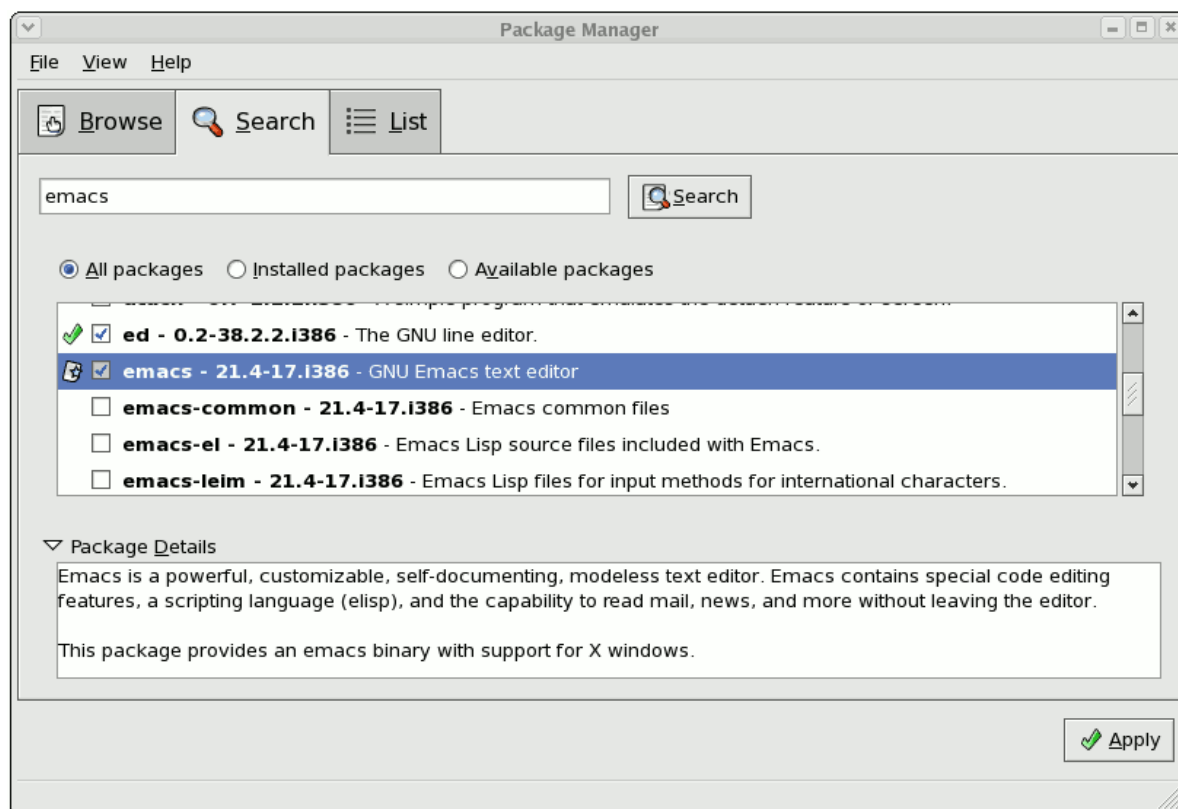 Package Manager
File View Help
Browse Search List
emacs Search
All packages Installed packages Available packages
ed - 0.2-38.2.2.i386 - The GNU line editor.
emacs - 21.4-17.i386 - GNU Emacs text editor
emacs-common - 21.4-17.i386 - Emacs common files
emacs-el - 21.4-17.i386 - Emacs Lisp source files included with Emacs.
emacs-leim - 21.4-17.i386 - Emacs Lisp files for input methods for international characters.
Package Details
Emacs is a powerful, customizable, self-documenting, modeless text editor. Emacs contains special code editing
features, a scripting language (elisp), and the capability to read mail, news, and more without leaving the editor.
This package provides an emacs binary with support for X windows.
Apply